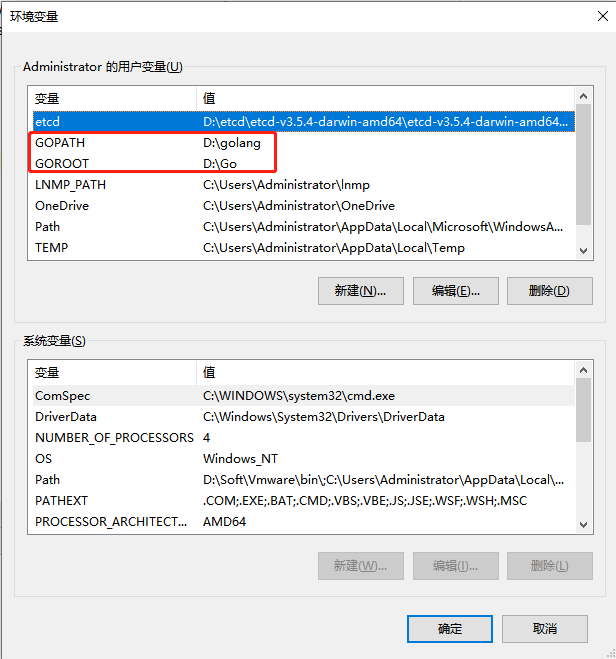 环境变量
Administrator 的用户变量(U)
变量 值
etcd D:\etcd\etcd-v3.5.4-darwin-amd64\etcd-v3.5.4-darwin-amd64...
GOPATH D:\golang
GOROOT D:\Go
LNMP_PATH C:\Users\Administrator\lnmp
OneDrive C:\Users\Administrator\OneDrive
Path C:\Users\Administrator\AppData\Local\Microsoft\WindowsA...
TEMP C:\Users\Administrator\AppData\Local\Temp
新建(N)... 编辑(E)... 删除(D)
系统变量(S)
变量 值
ComSpec C:\WINDOWS\system32\cmd.exe
DriverData C:\Windows\System32\Drivers\DriverData
NUMBER_OF_PROCESSORS 4
OS Windows_NT
Path D:\Soft\Vmware\bin\;C:\Users\Administrator\AppData\Local\...
PATHEXT .COM;.EXE;.BAT;.CMD;.VBS;.VBE;.JS;.JSE;.WSF;.WSH;.MSC
PROCESSOR_ARCHITECT... AMD64
新建(W)... 编辑(I)... 删除(L)
确定 取消